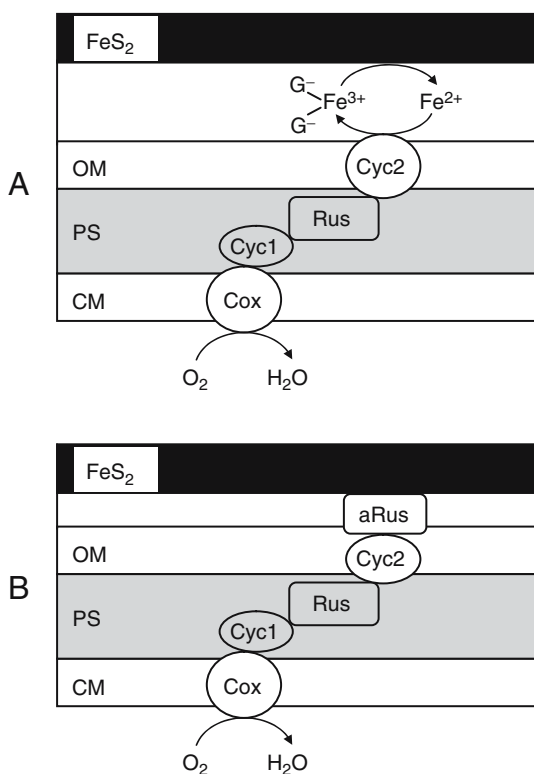 FeS₂
G⁻
Fe³⁺ Fe²⁺
G⁻
OM Cyc2
A
Rus
PS
Cyc1
CM Cox
O₂ H₂O
FeS₂
aRus
OM Cyc2
B
Rus
PS
Cyc1
CM Cox
O₂ H₂O